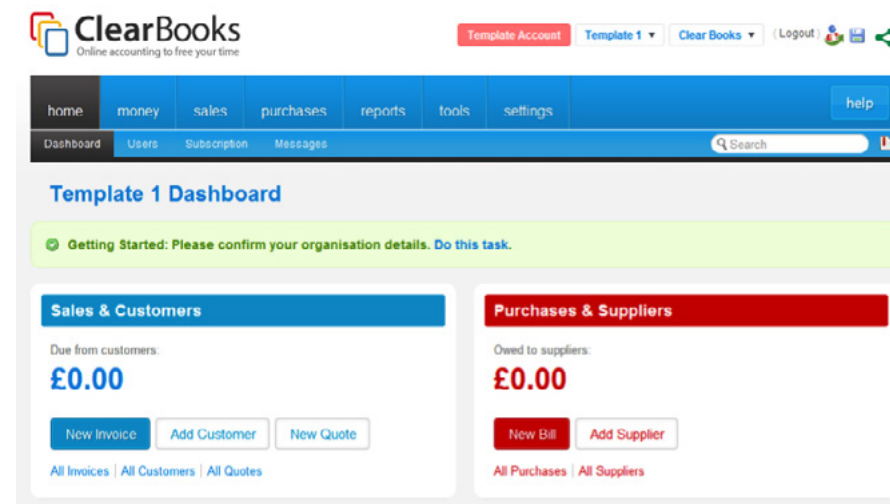 ClearBooks
Online accounting to free your time
Template Account Template 1 ▼ Clear Books ▼ (Logout)
home money sales purchases reports tools settings help
Dashboard Users Subscription Messages Search
Template 1 Dashboard
Getting Started: Please confirm your organisation details. Do this task.
Sales & Customers
Due from customers:
£0.00
New Invoice Add Customer New Quote
All Invoices | All Customers | All Quotes
Purchases & Suppliers
Owed to suppliers:
£0.00
New Bill Add Supplier
All Purchases | All Suppliers